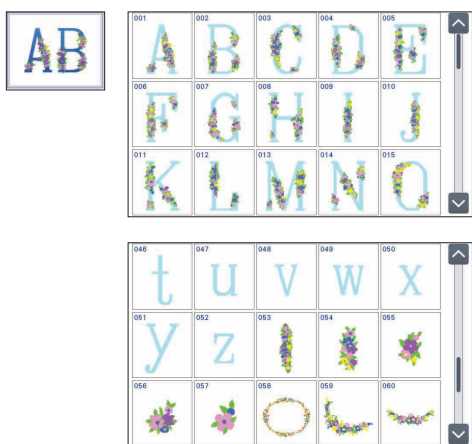 AB
001 002 003 004 005
A B C D E
006 007 008 009 010
F G H I J
011 012 013 014 015
K L M N O
046 047 048 049 050
t u v w x
051 052 053 054 055
y z
056 057 058 059 060